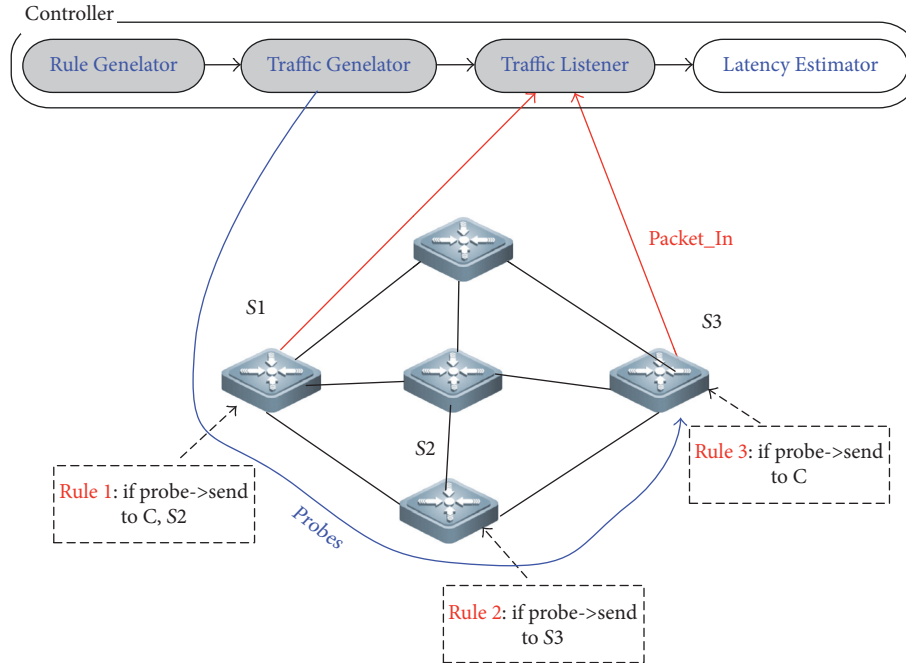 Controller
Rule Genelator
Traffic Genelator
Traffic Listener
Latency Estimator
Packet_In
S1
S3
S2
Rule 3: if probe->send
to C
Rule 1: if probe->send
to C, S2
Probes
Rule 2: if probe->send
to S3